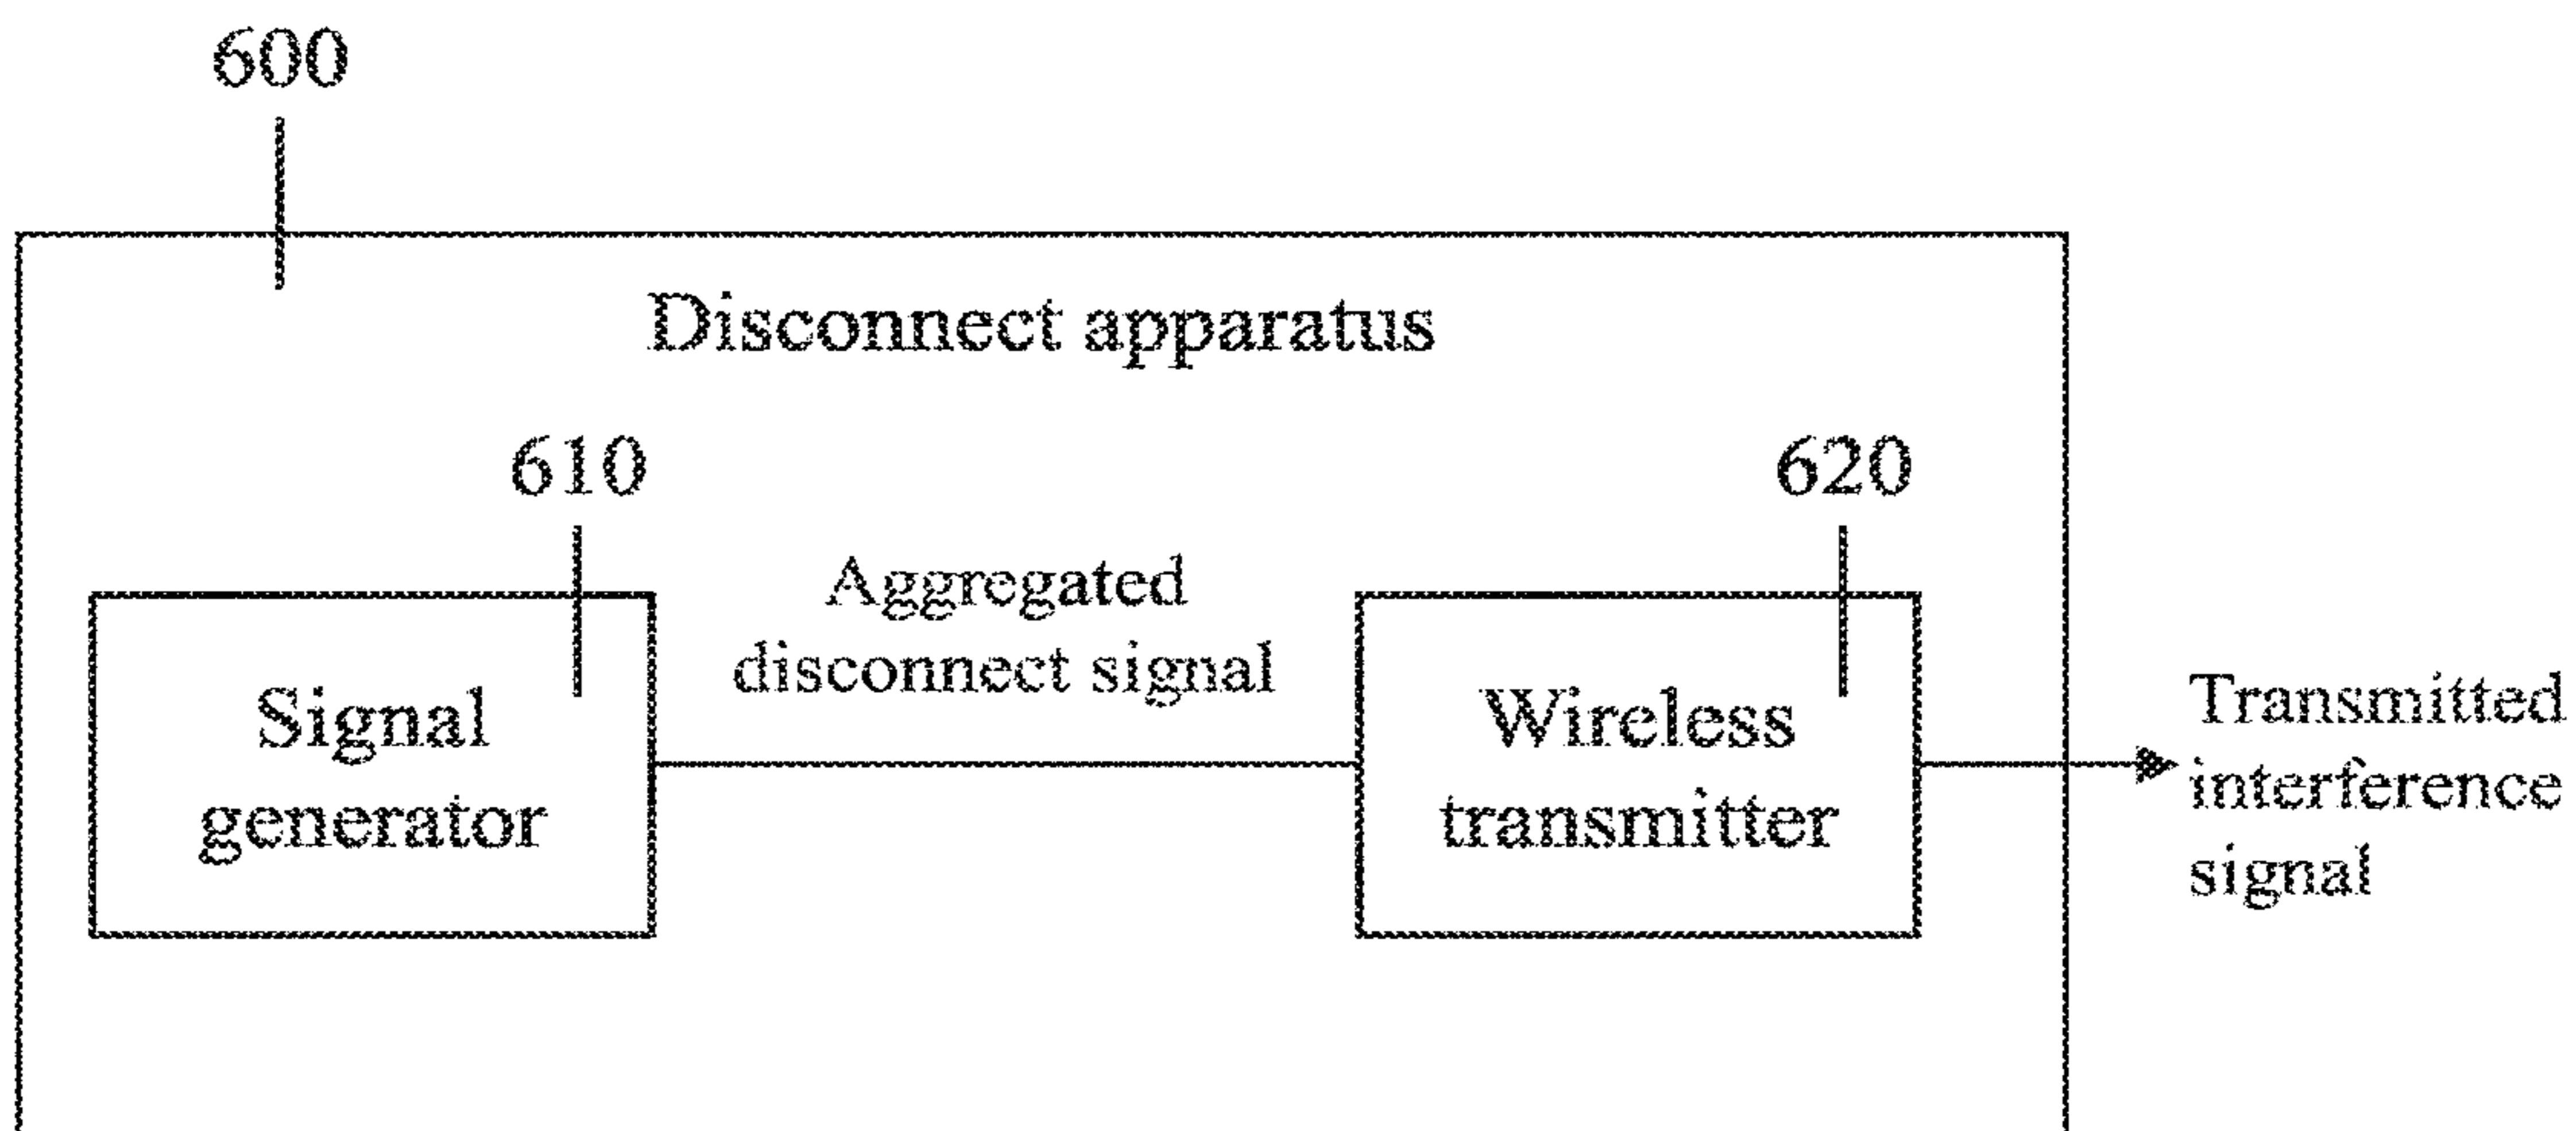 600
Disconnect apparatus
610
620
Aggregated
disconnect signal
Signal
generator
Wireless
transmitter
Transmitted
interference
signal